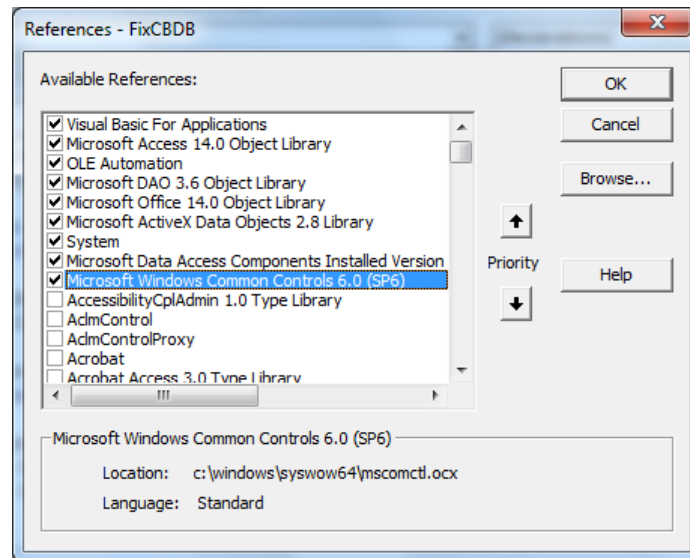 References - FixCBDB
Available References:
Visual Basic For Applications
Microsoft Access 14.0 Object Library
OLE Automation
Microsoft DAO 3.6 Object Library
Microsoft Office 14.0 Object Library
Microsoft ActiveX Data Objects 2.8 Library
System
Microsoft Data Access Components Installed Version
Microsoft Windows Common Controls 6.0 (SP6)
AccessibilityCplAdmin 1.0 Type Library
AdmControl
AdmControlProxy
Acrobat
Acrobat Access 3.0 Type Library
OK
Cancel
Browse...
Priority
Help
Microsoft Windows Common Controls 6.0 (SP6)
Location: c:\windows\syswow64\mscomctl.ocx
Language: Standard